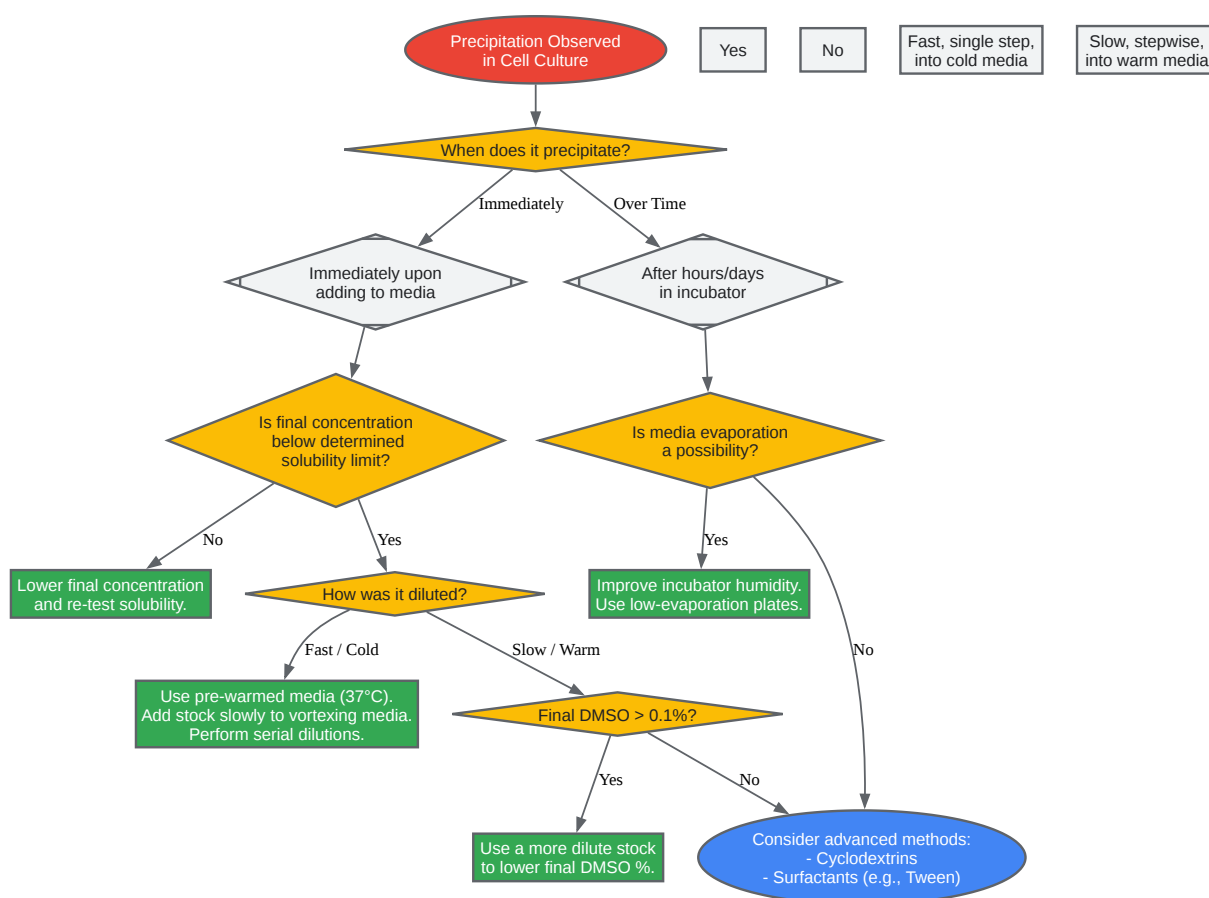 Precipitation Observed
in Cell Culture
Yes
No
Fast, single step,
into cold media
Slow, stepwise,
into warm media
When does it precipitate?
Immediately
Over Time
Immediately upon
adding to media
After hours/days
in incubator
Is final concentration
below determined
solubility limit?
Is media evaporation
a possibility?
No
Yes
Yes
Lower final concentration
and re-test solubility.
How was it diluted?
Improve incubator humidity.
Use low-evaporation plates.
Fast / Cold
Slow / Warm
No
Use pre-warmed media (37°C).
Add stock slowly to vortexing media.
Perform serial dilutions.
Final DMSO > 0.1%?
Yes
No
Use a more dilute stock
to lower final DMSO %.
Consider advanced methods:
- Cyclodextrins
- Surfactants (e.g., Tween)